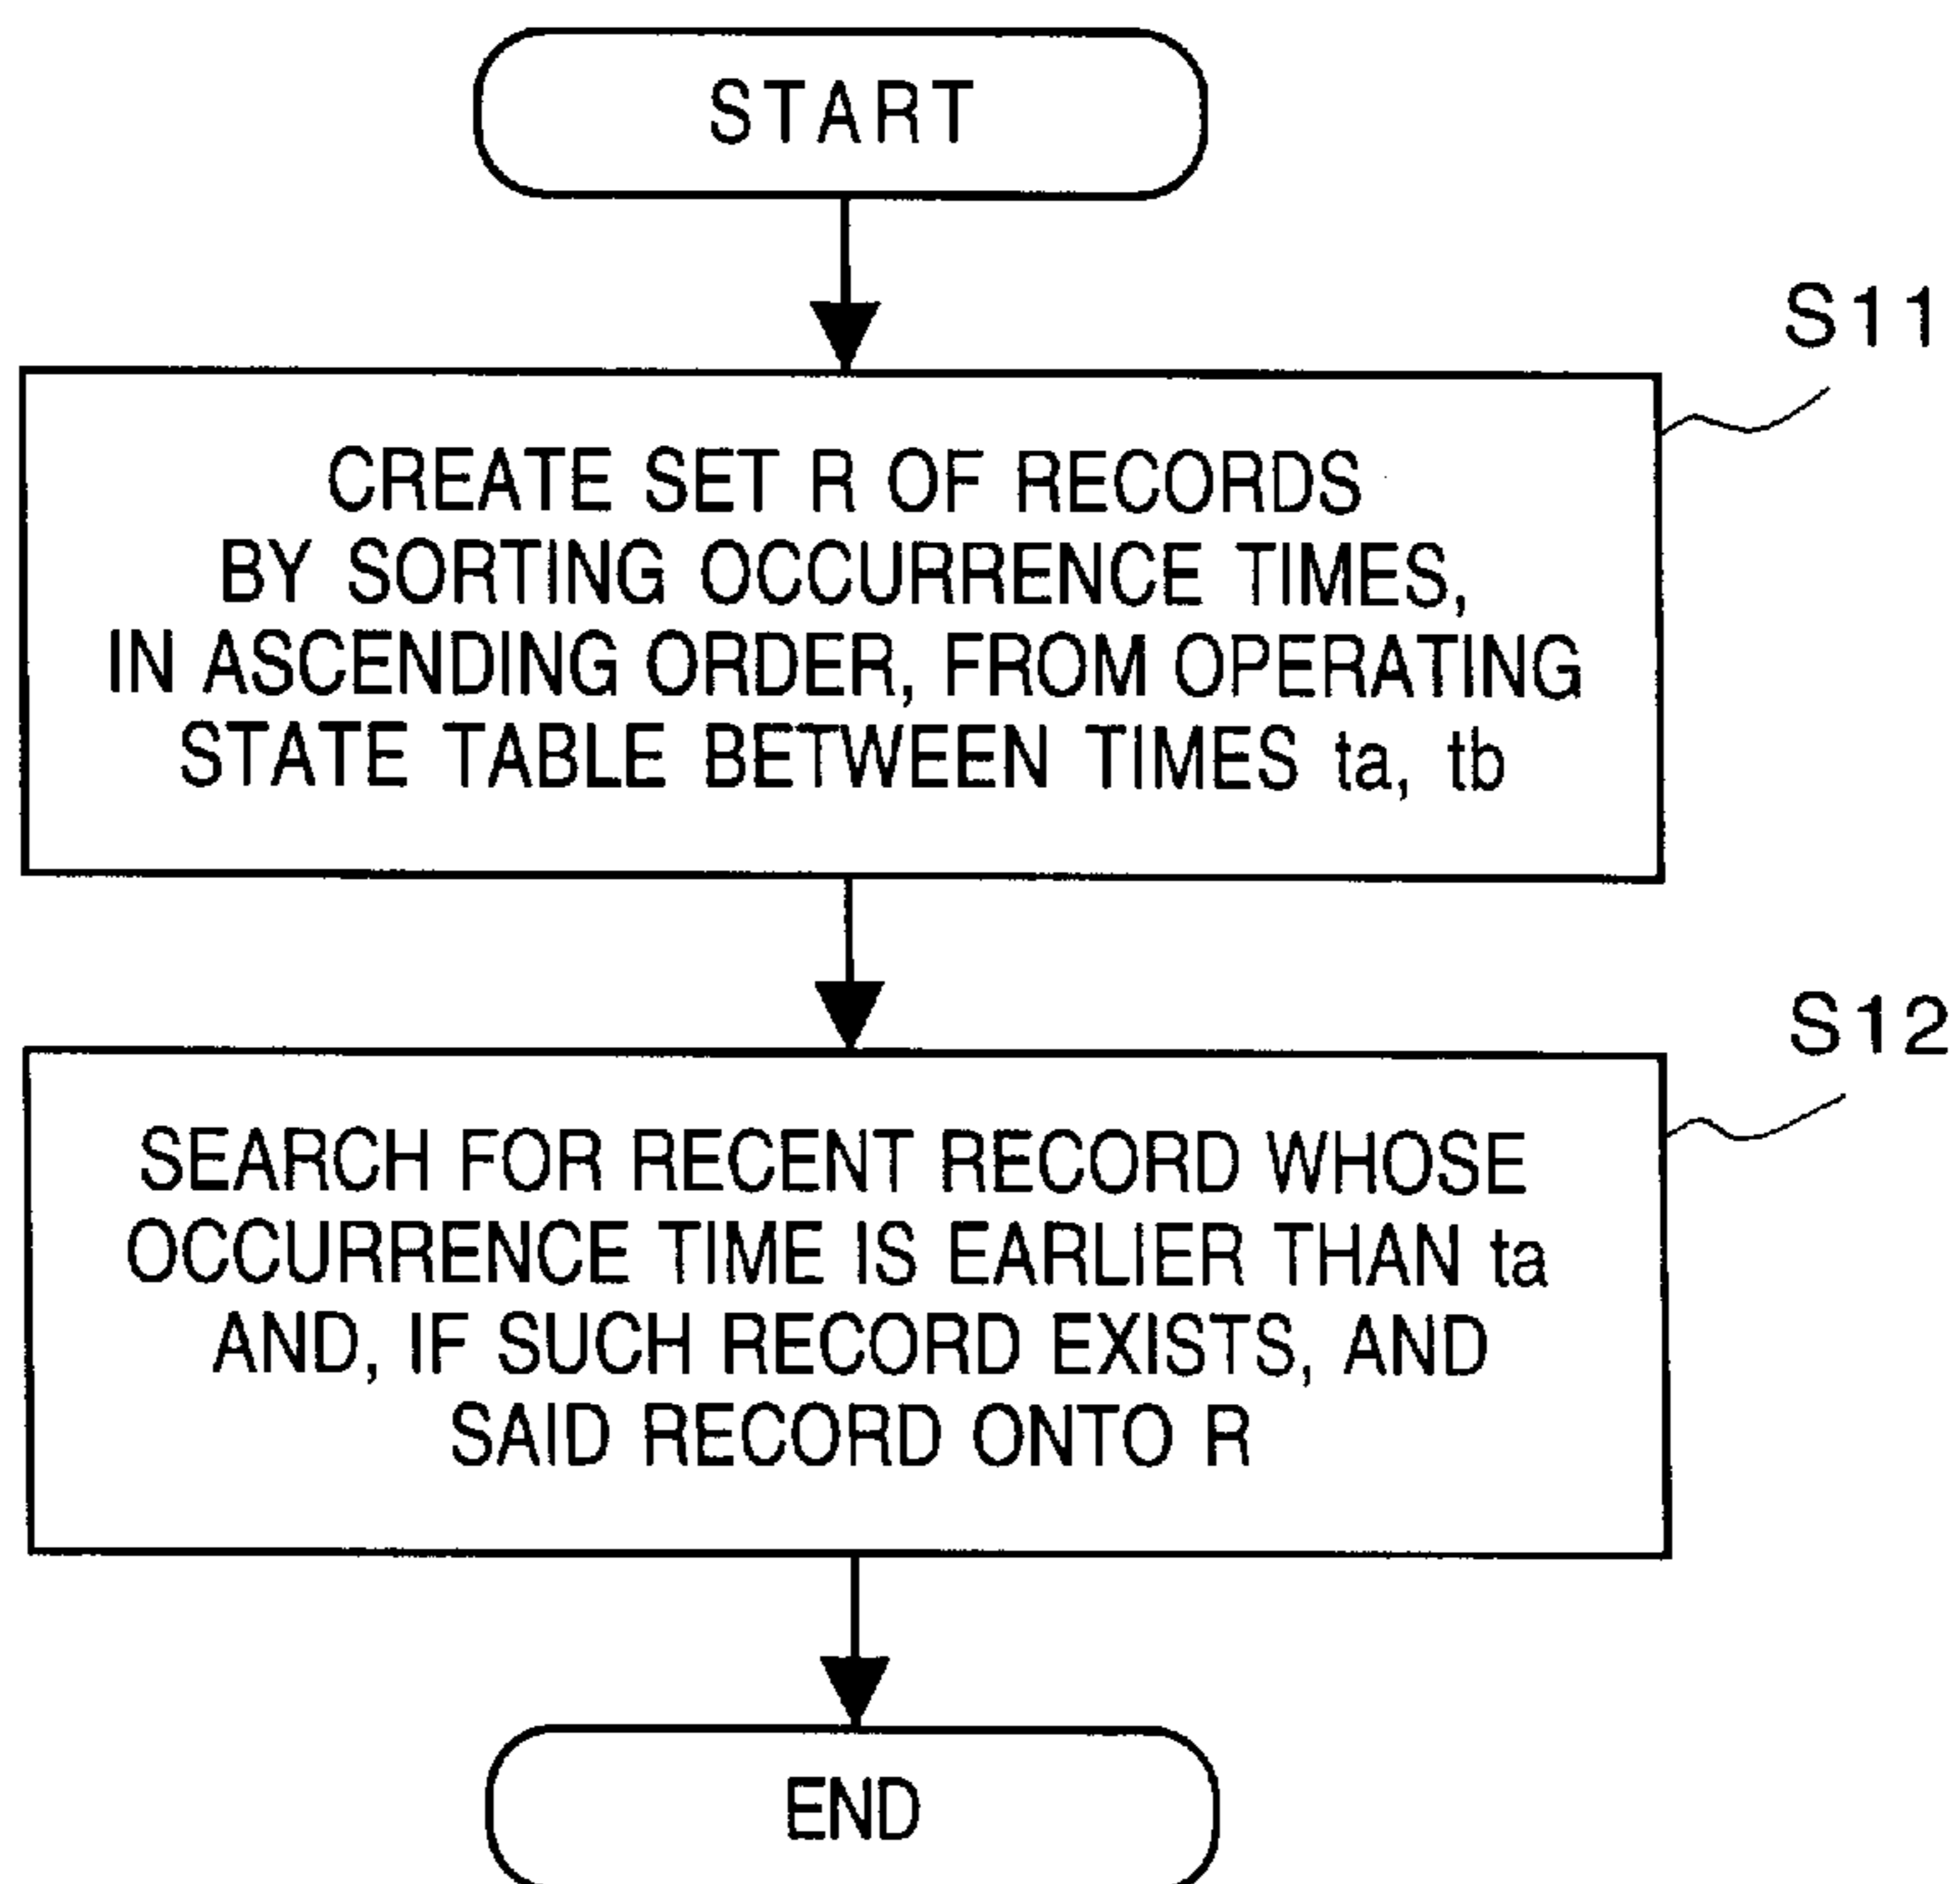 START
S11
CREATE SET R OF RECORDS
BY SORTING OCCURRENCE TIMES,
IN ASCENDING ORDER, FROM OPERATING
STATE TABLE BETWEEN TIMES ta, tb
S12
SEARCH FOR RECENT RECORD WHOSE
OCCURRENCE TIME IS EARLIER THAN ta
AND, IF SUCH RECORD EXISTS, AND
SAID RECORD ONTO R
END